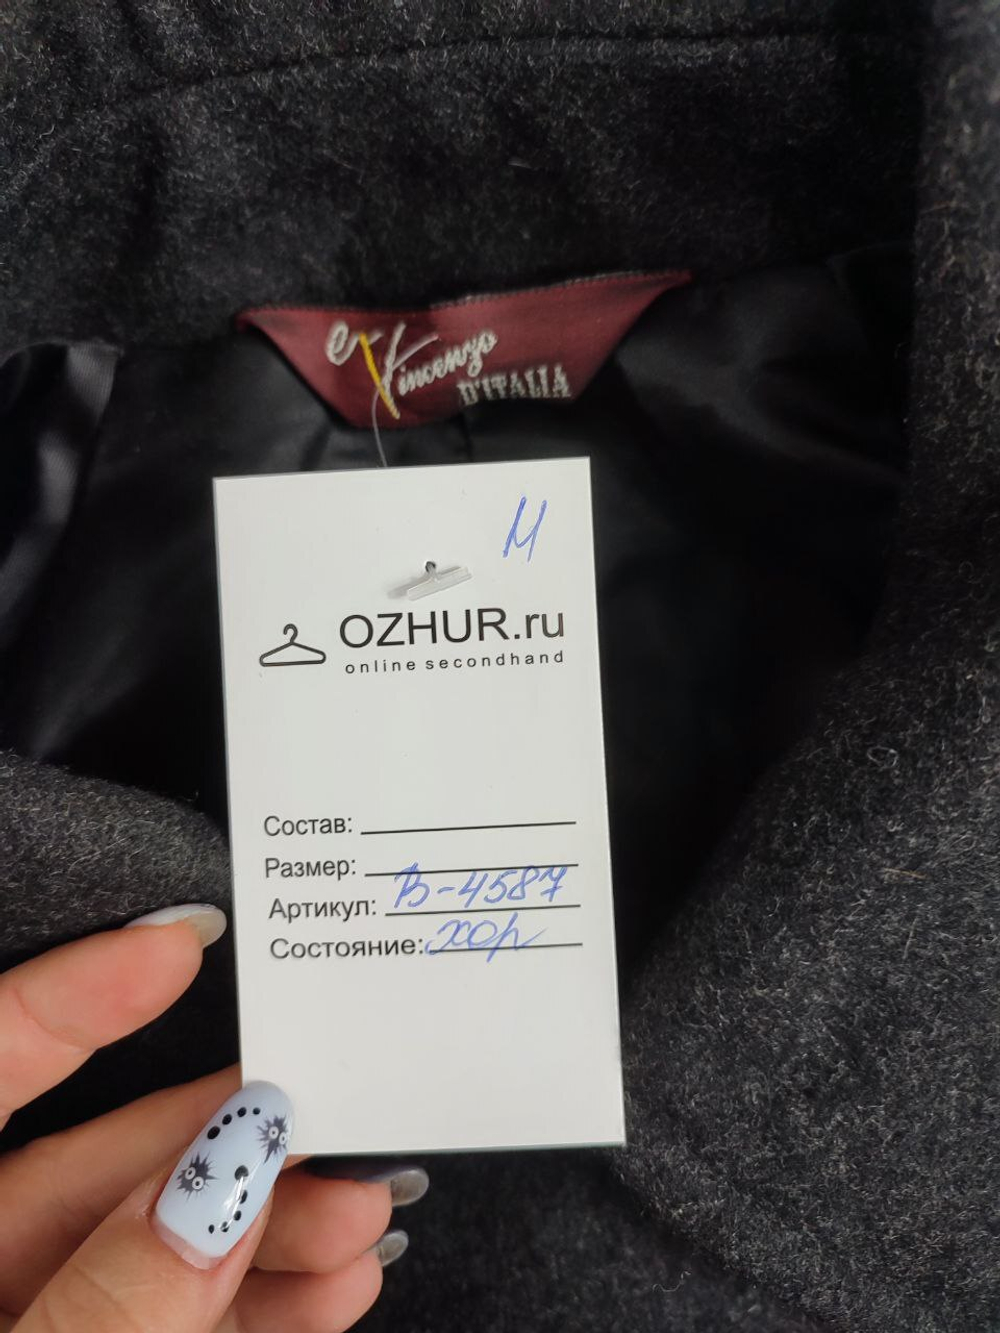 Vincenzo
D'ITALIA
М
OZHUR.ru
online secondhand
Состав:
Размер:
Артикул: В-4587
Состояние: хор